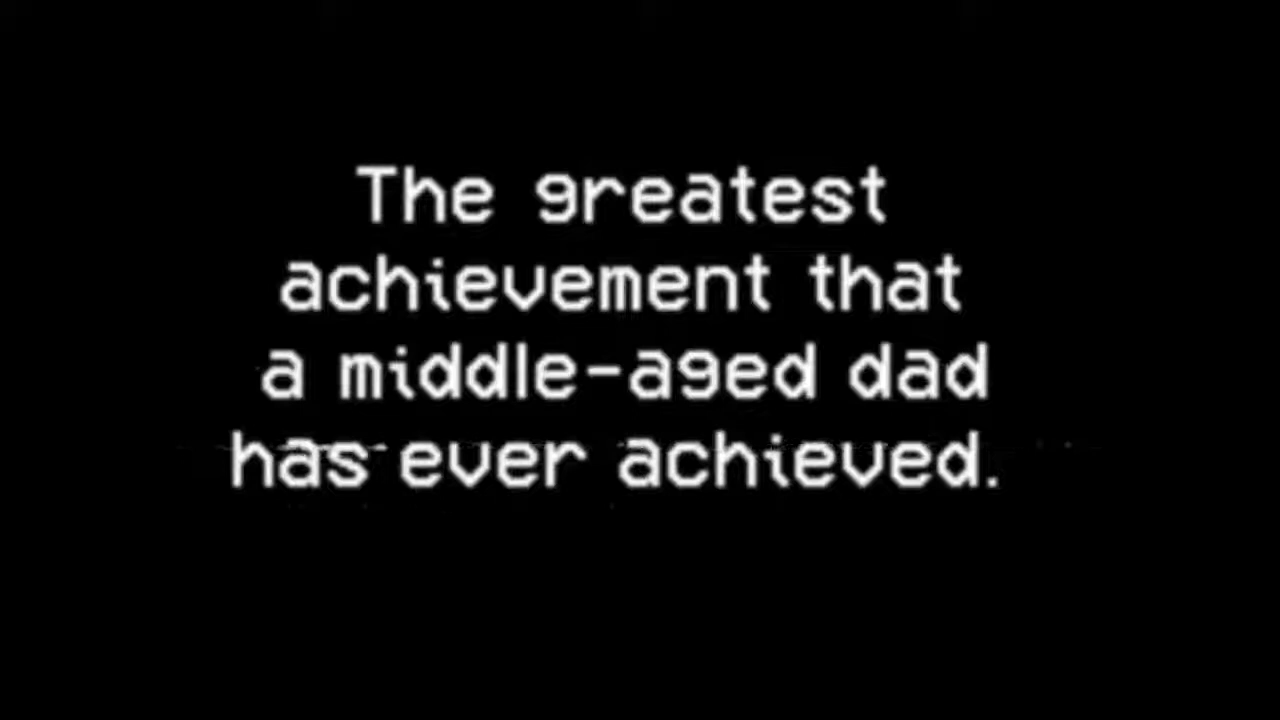 The greatest
achievement that
a middle-aged dad
has ever achieved.